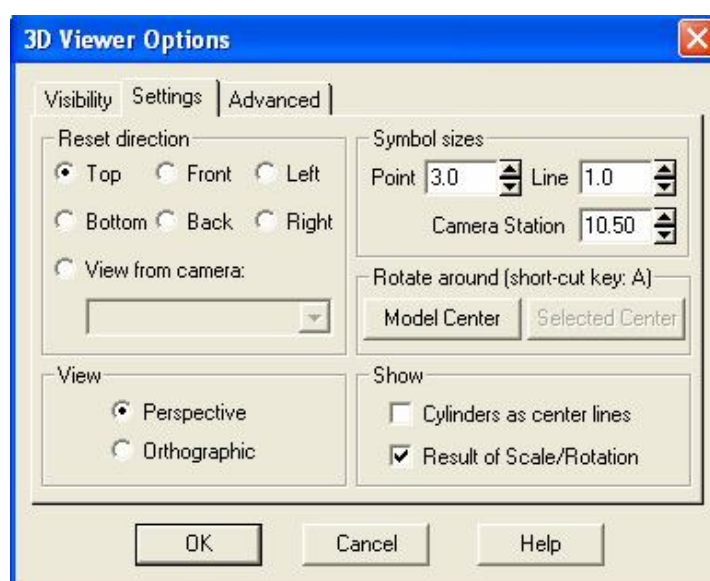 3D Viewer Options
Visibility Settings Advanced
Reset direction
Top Front Left
Bottom Back Right
View from camera:
Symbol sizes
Point 3.0 Line 1.0
Camera Station 10.50
Rotate around (short-cut key: A)
Model Center Selected Center
View
Perspective
Orthographic
Show
Cylinders as center lines
Result of Scale/Rotation
OK Cancel Help